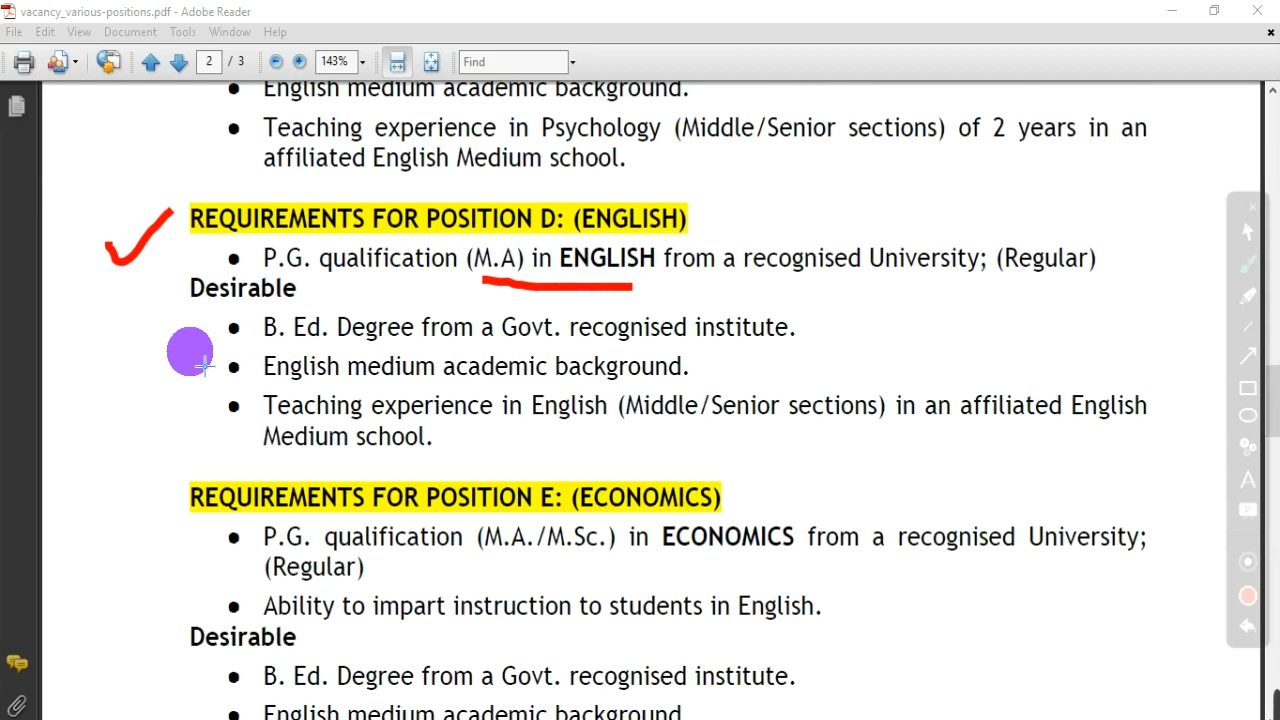 vacancy_various-positions.pdf - Adobe Reader
File Edit View Document Tools Window Help
2 / 3 143% Find
English medium academic background.
Teaching experience in Psychology (Middle/Senior sections) of 2 years in an
affiliated English Medium school.
REQUIREMENTS FOR POSITION D: (ENGLISH)
P.G. qualification (M.A) in ENGLISH from a recognised University; (Regular)
Desirable
B. Ed. Degree from a Govt. recognised institute.
English medium academic background.
Teaching experience in English (Middle/Senior sections) in an affiliated English
Medium school.
REQUIREMENTS FOR POSITION E: (ECONOMICS)
P.G. qualification (M.A./M.Sc.) in ECONOMICS from a recognised University;
(Regular)
Ability to impart instruction to students in English.
Desirable
B. Ed. Degree from a Govt. recognised institute.
English medium academic background